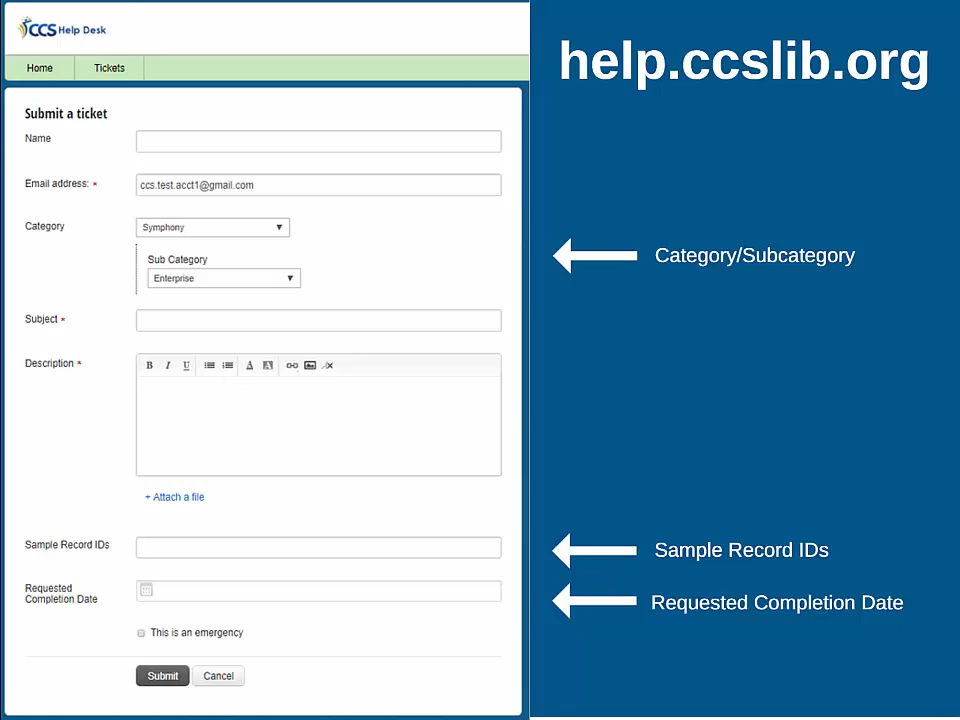 CCS Help Desk
help.ccslib.org
Home
Tickets
Submit a ticket
Name
Email address: *
ccs.test.acct1@gmail.com
Category
Symphony
Sub Category
Category/Subcategory
Enterprise
Subject *
Description *
B I U A A
+ Attach a file
Sample Record IDs
Sample Record IDs
Requested
Completion Date
Requested Completion Date
This is an emergency
Submit
Cancel